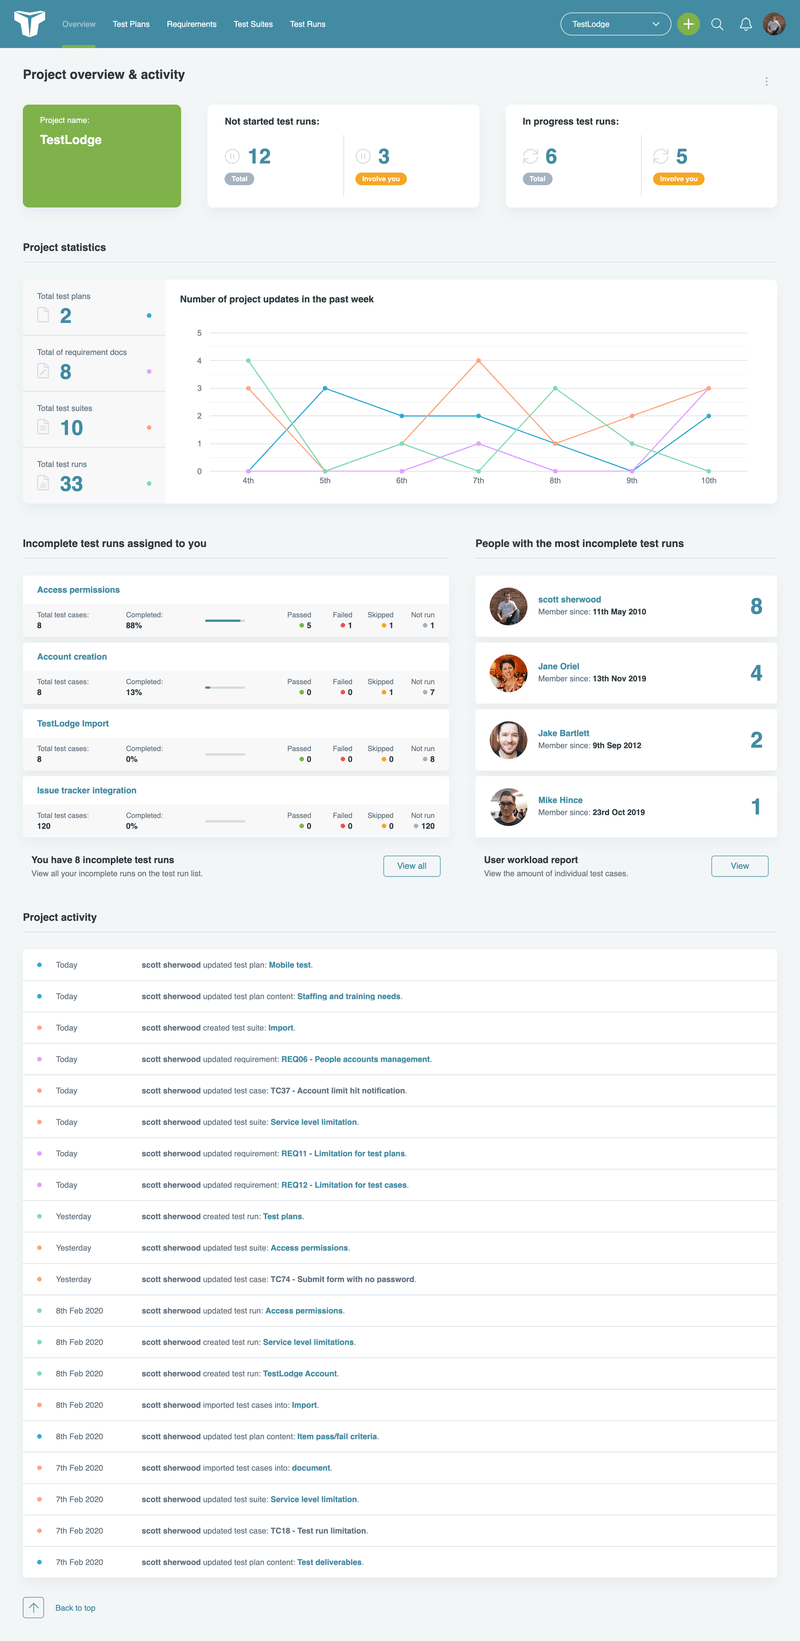 Overview Test Plans Requirements Test Suites Test Runs TestLodge
Project overview & activity
Project name:
TestLodge
Not started test runs:
12 3
Total Involve you
In progress test runs:
6 5
Total Involve you
Project statistics
Total test plans
2
Total of requirement docs
8
Total test suites
10
Total test runs
33
Number of project updates in the past week
5
4
3
2
1
0
4th 5th 6th 7th 8th 9th 10th
Incomplete test runs assigned to you
Access permissions
Total test cases: Completed: Passed Failed Skipped Not run
8 88% 5 1 1 1
Account creation
Total test cases: Completed: Passed Failed Skipped Not run
8 13% 0 0 1 7
TestLodge Import
Total test cases: Completed: Passed Failed Skipped Not run
8 0% 0 0 0 8
Issue tracker integration
Total test cases: Completed: Passed Failed Skipped Not run
120 0% 0 0 0 120
You have 8 incomplete test runs
View all your incomplete runs on the test run list.
View all
People with the most incomplete test runs
scott sherwood
Member since: 11th May 2010
8
Jane Oriel
Member since: 13th Nov 2019
4
Jake Bartlett
Member since: 9th Sep 2012
2
Mike Hince
Member since: 23rd Oct 2019
1
User workload report
View the amount of individual test cases.
View
Project activity
Today scott sherwood updated test plan: Mobile test.
Today scott sherwood updated test plan content: Staffing and training needs.
Today scott sherwood created test suite: Import.
Today scott sherwood updated requirement: REQ06 - People accounts management.
Today scott sherwood updated test case: TC37 - Account limit hit notification.
Today scott sherwood updated test suite: Service level limitation.
Today scott sherwood updated requirement: REQ11 - Limitation for test plans.
Today scott sherwood updated requirement: REQ12 - Limitation for test cases.
Yesterday scott sherwood created test run: Test plans.
Yesterday scott sherwood updated test suite: Access permissions.
Yesterday scott sherwood updated test case: TC74 - Submit form with no password.
8th Feb 2020 scott sherwood updated test run: Access permissions.
8th Feb 2020 scott sherwood created test run: Service level limitations.
8th Feb 2020 scott sherwood created test run: TestLodge Account.
8th Feb 2020 scott sherwood imported test cases into: Import.
8th Feb 2020 scott sherwood updated test plan content: Item pass/fail criteria.
7th Feb 2020 scott sherwood imported test cases into: document.
7th Feb 2020 scott sherwood updated test suite: Service level limitation.
7th Feb 2020 scott sherwood updated test case: TC18 - Test run limitation.
7th Feb 2020 scott sherwood updated test plan content: Test deliverables.
Back to top